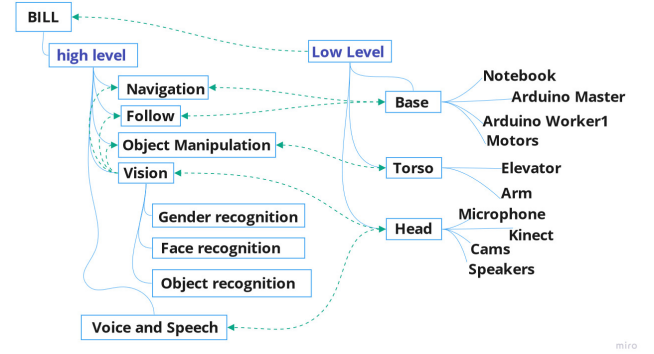 BILL
high level
Navigation
Follow
Object Manipulation
Vision
Gender recognition
Face recognition
Object recognition
Voice and Speech
Low Level
Base
Notebook
Arduino Master
Arduino Worker1
Motors
Torso
Elevator
Arm
Head
Microphone
Kinect
Cams
Speakers
miro